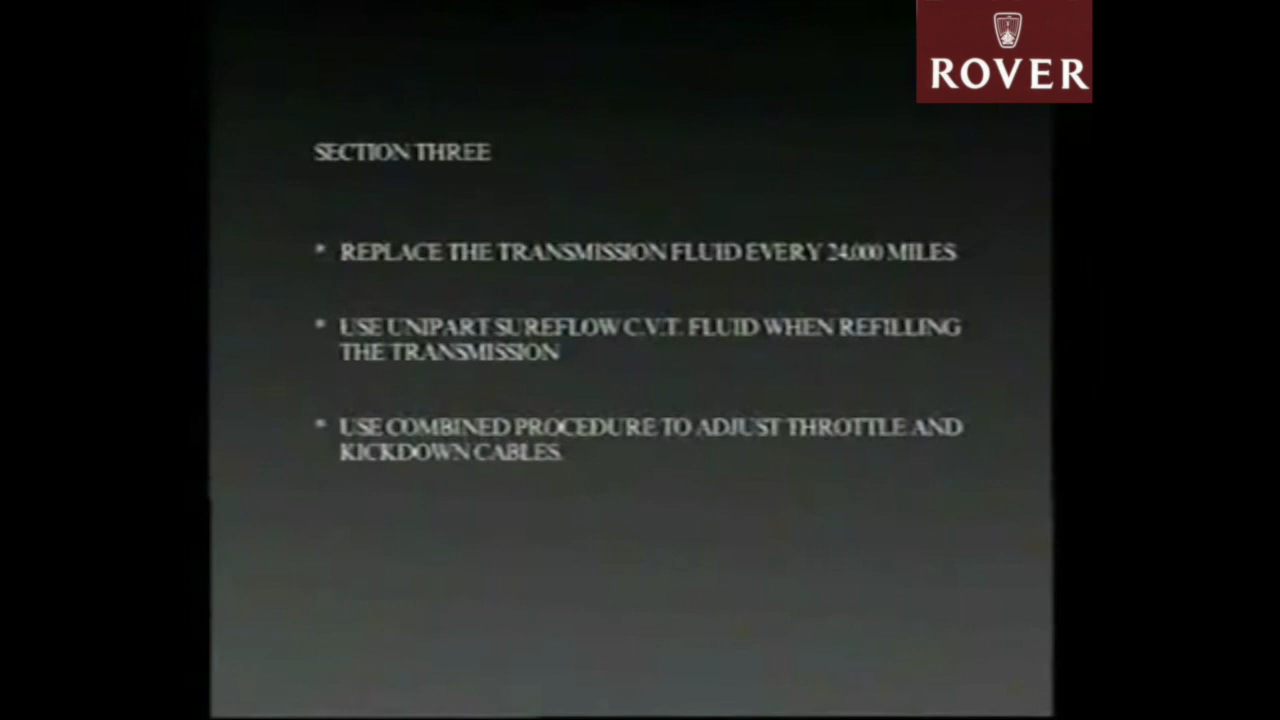 ROVER
SECTION THREE
* REPLACE THE TRANSMISSION FLUID EVERY 24,000 MILES
* USE UNIPART SUREFLOW C.V.T. FLUID WHEN REFILLING
THE TRANSMISSION
* USE COMBINED PROCEDURE TO ADJUST THROTTLE AND
KICKDOWN CABLES.